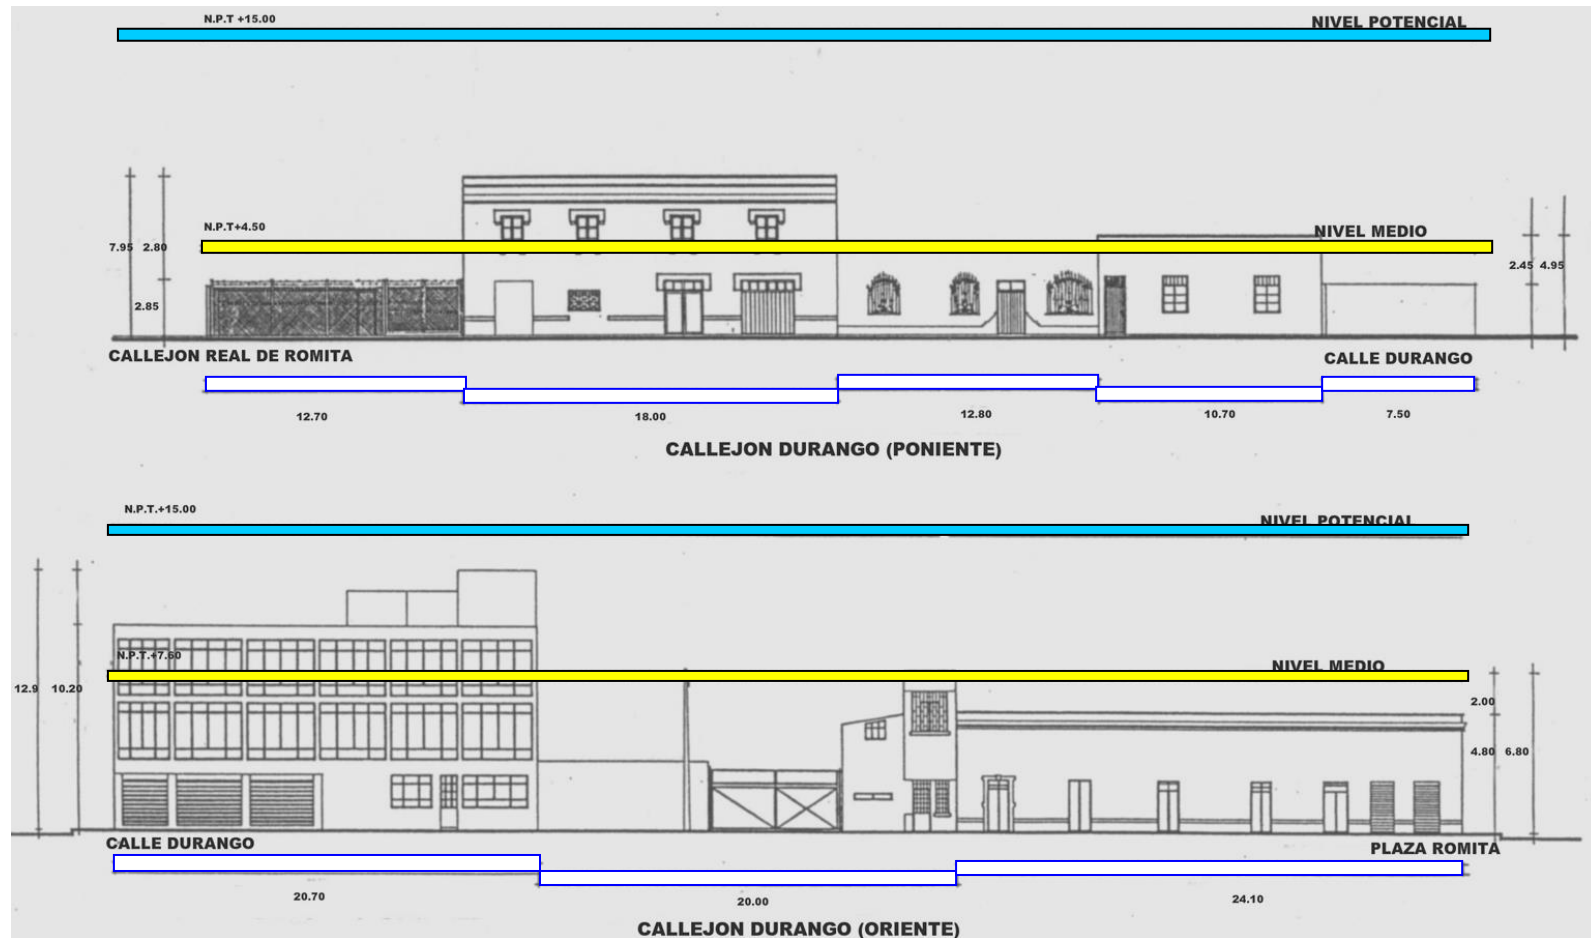 N.P.T +15.00
NIVEL POTENCIAL
N.P.T+4.50
NIVEL MEDIO
7.95 2.80
2.45 4.95
2.85
CALLEJON REAL DE ROMITA
CALLE DURANGO
12.70
18.00
12.80
10.70
7.50
CALLEJON DURANGO (PONIENTE)
N.P.T.+15.00
NIVEL POTENCIAL
N.P.T.+7.60
NIVEL MEDIO
12.9 10.20
2.00
4.80 6.80
CALLE DURANGO
PLAZA ROMITA
20.70
20.00
24.10
CALLEJON DURANGO (ORIENTE)